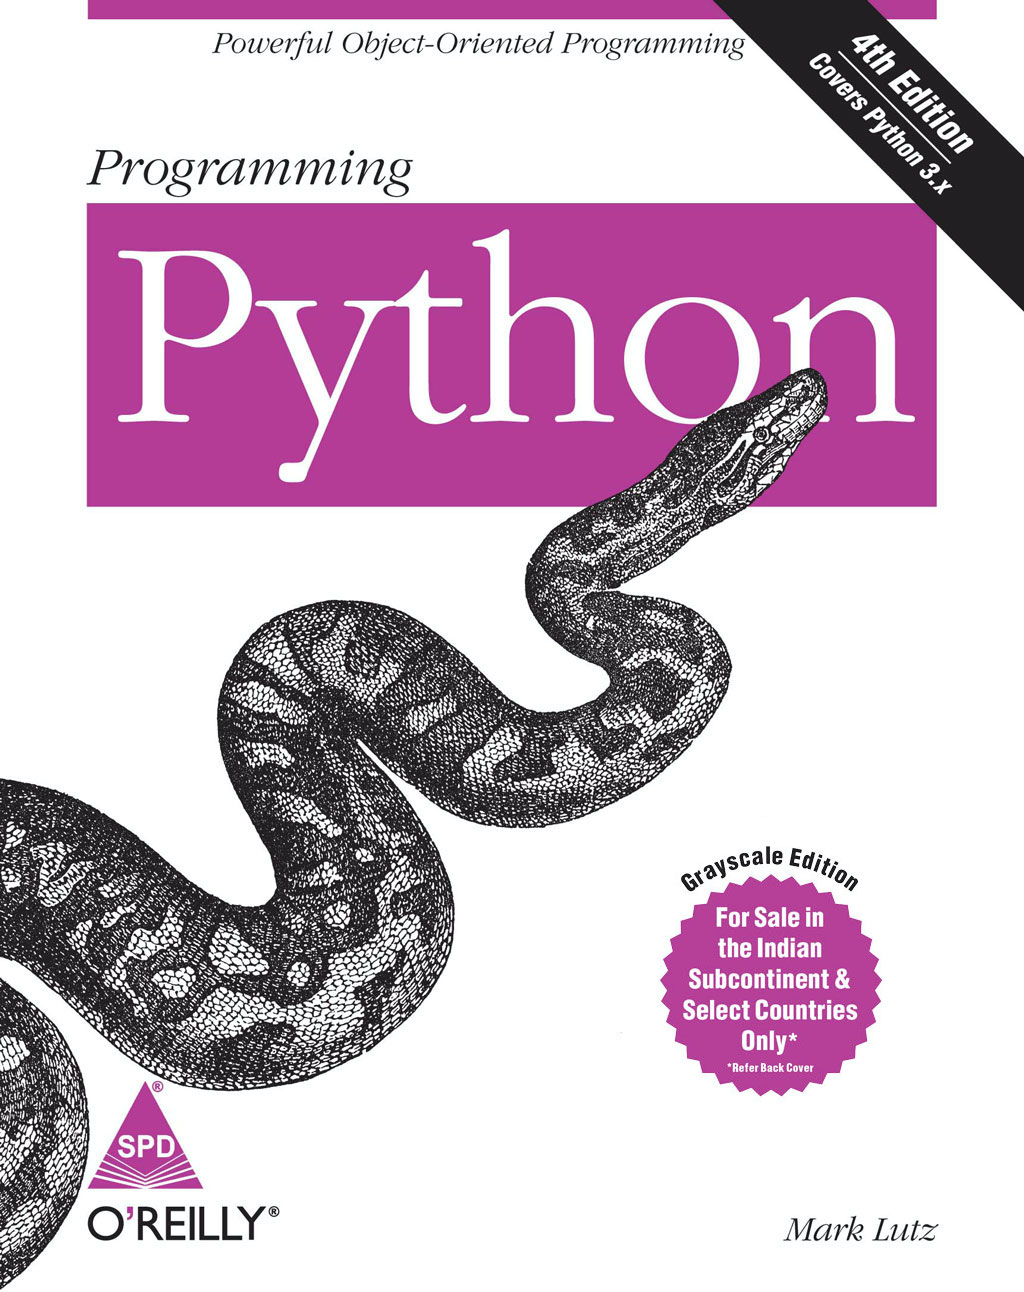 Powerful Object-Oriented Programming
4th Edition
Covers Python 3.x
Programming
Python
Grayscale Edition
For Sale in
the Indian
Subcontinent &
Select Countries
Only*
*Refer Back Cover
SPD®
O'REILLY®
Mark Lutz